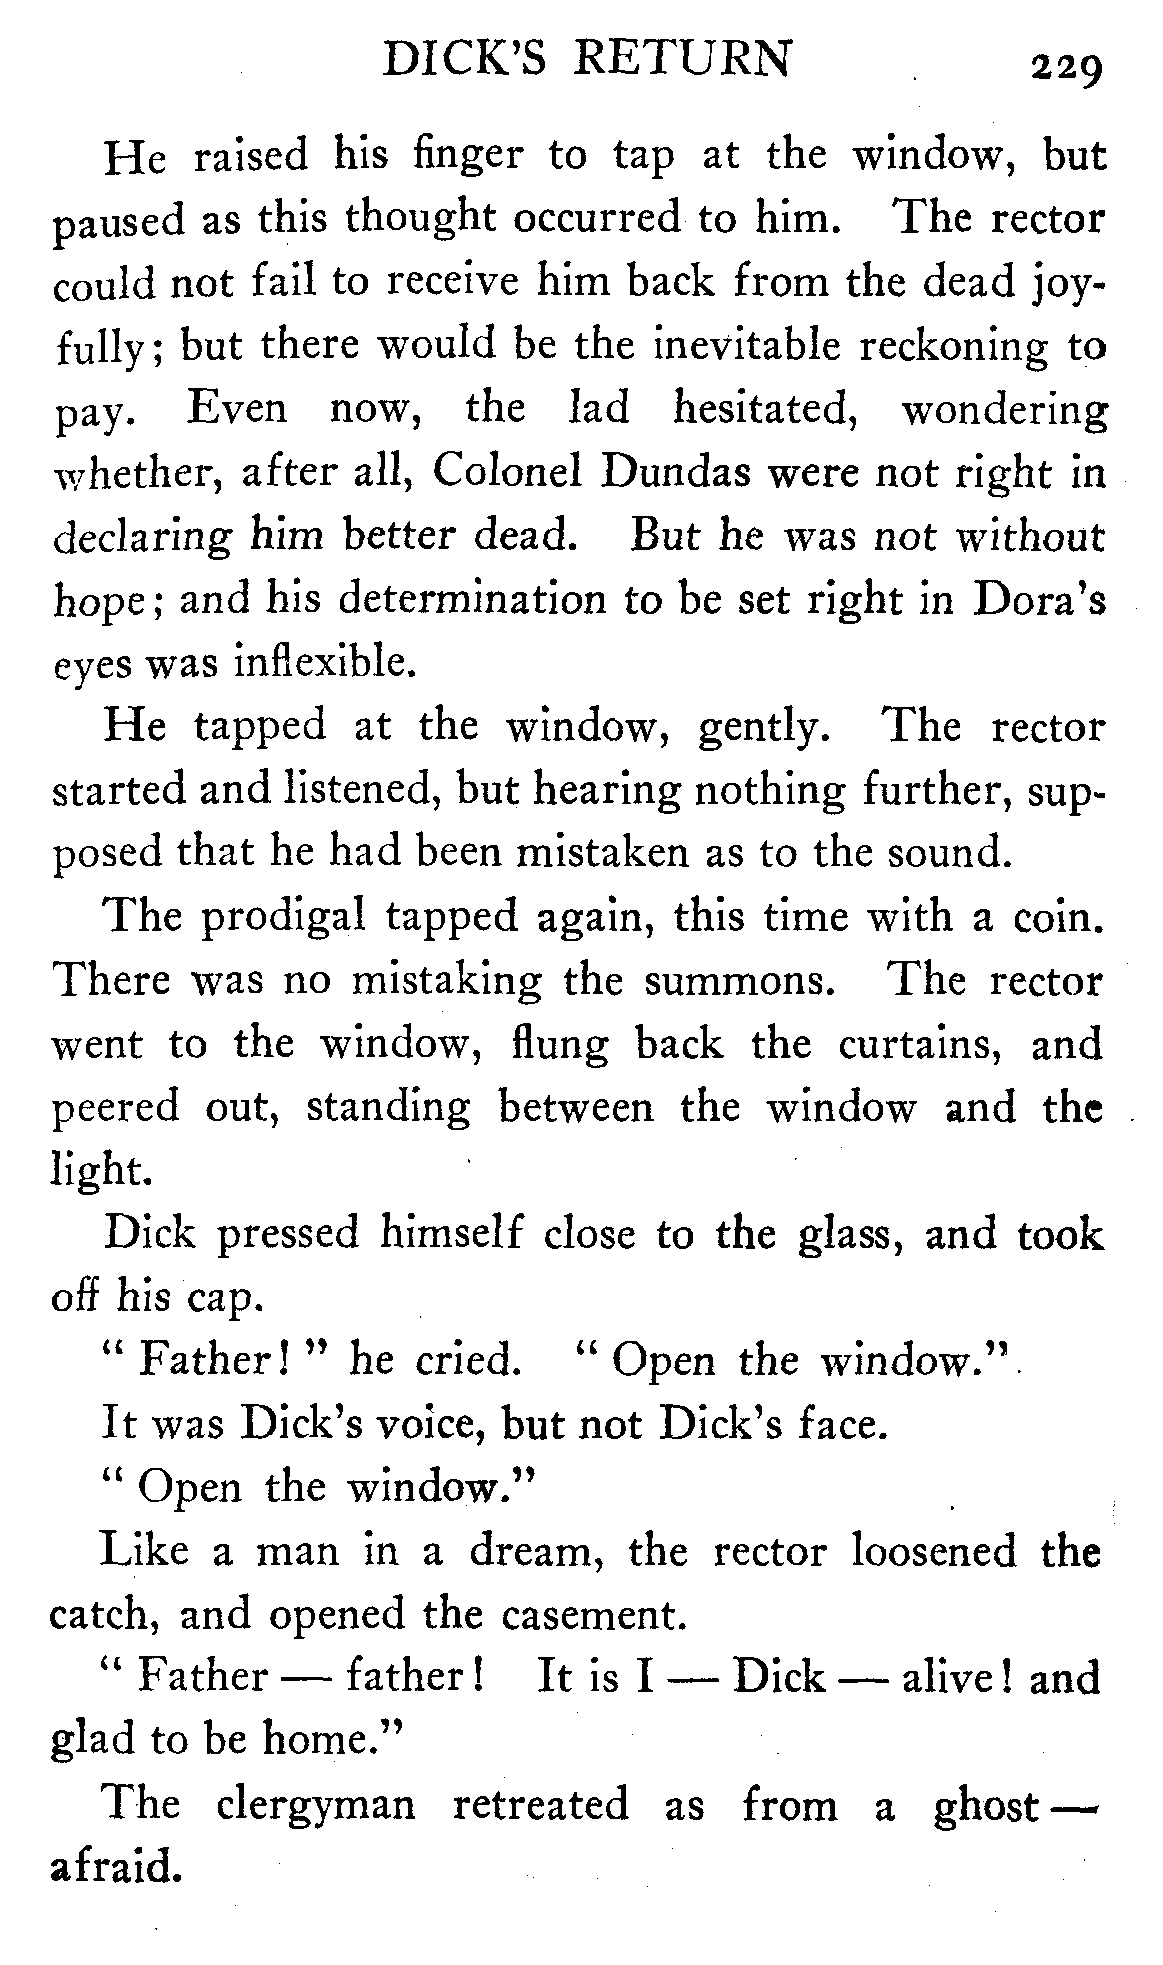 DICK'S RETURN 229
He raised his finger to tap at the window, but
paused as this thought occurred to him. The rector
could not fail to receive him back from the dead joy-
fully; but there would be the inevitable reckoning to
pay. Even now, the lad hesitated, wondering
whether, after all, Colonel Dundas were not right in
declaring him better dead. But he was not without
hope; and his determination to be set right in Dora's
eyes was inflexible.
He tapped at the window, gently. The rector
started and listened, but hearing nothing further, sup-
posed that he had been mistaken as to the sound.
The prodigal tapped again, this time with a coin.
There was no mistaking the summons. The rector
went to the window, flung back the curtains, and
peered out, standing between the window and the
light.
Dick pressed himself close to the glass, and took
off his cap.
"Father!" he cried. "Open the window."
It was Dick's voice, but not Dick's face.
"Open the window."
Like a man in a dream, the rector loosened the
catch, and opened the casement.
"Father — father! It is I — Dick — alive! and
glad to be home."
The clergyman retreated as from a ghost —
afraid.